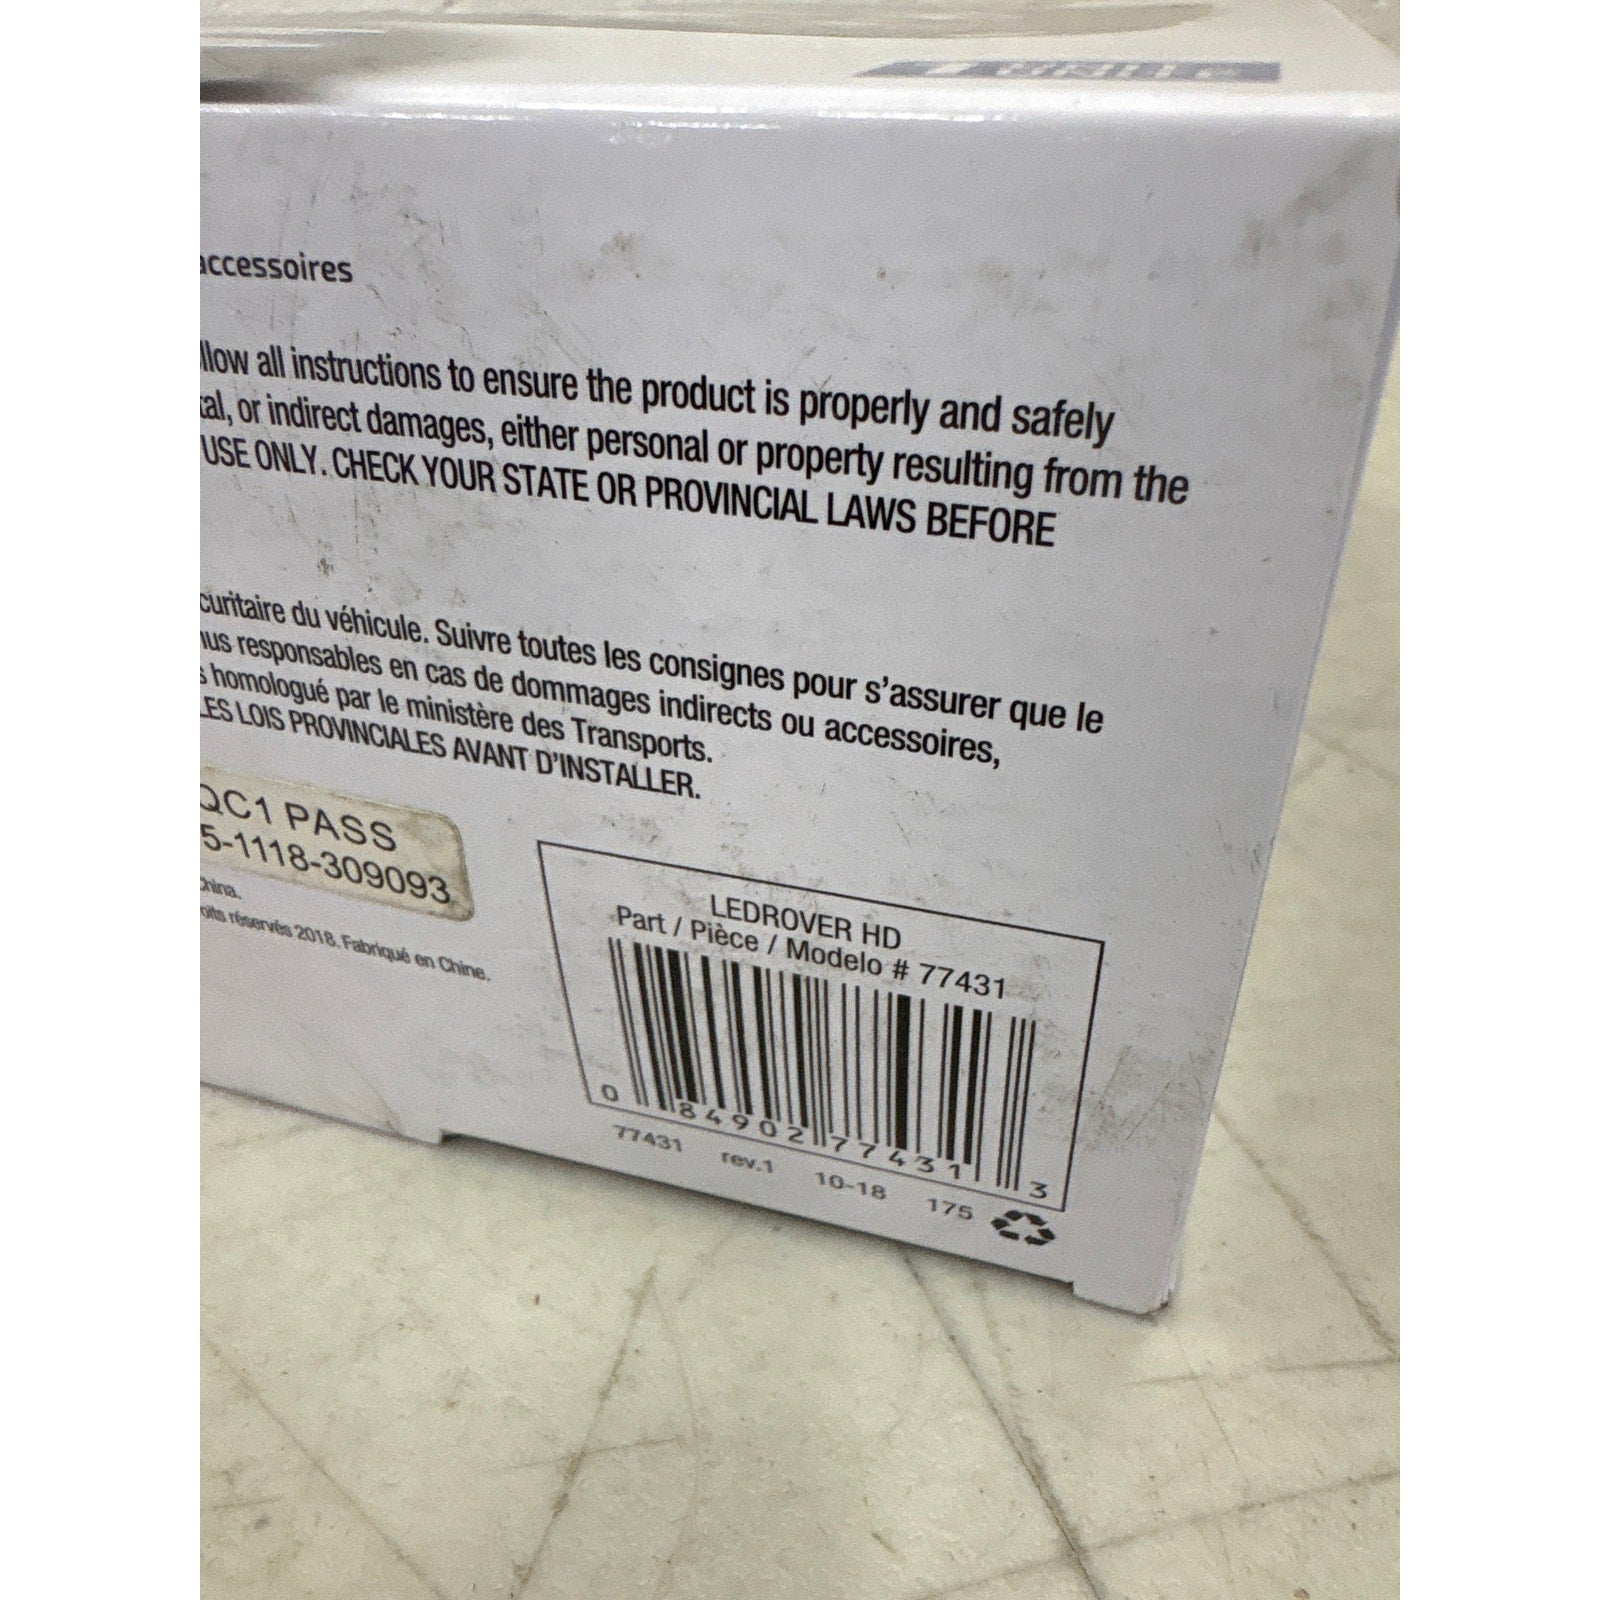 accessoires
llow all instructions to ensure the product is properly and safely
tal, or indirect damages, either personal or property resulting from the
USE ONLY. CHECK YOUR STATE OR PROVINCIAL LAWS BEFORE
curitaire du véhicule. Suivre toutes les consignes pour s'assurer que le
nus responsables en cas de dommages indirects ou accessoires,
s homologué par le ministère des Transports.
LES LOIS PROVINCIALES AVANT D'INSTALLER.
QC1 PASS
5-1118-309093
China.
oits réservés 2018. Fabriqué en Chine.
LEDROVER HD
Part / Pièce / Modelo # 77431
0 84902 77431 3
77431 rev.1 10-18 175